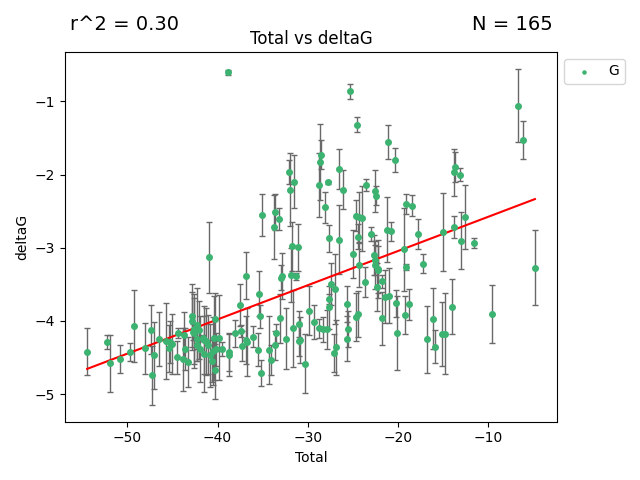 r^2 = 0.30 N = 165
Total vs deltaG
G
−1
−2
−3
−4
−5
deltaG
−50 −40 −30 −20 −10
Total